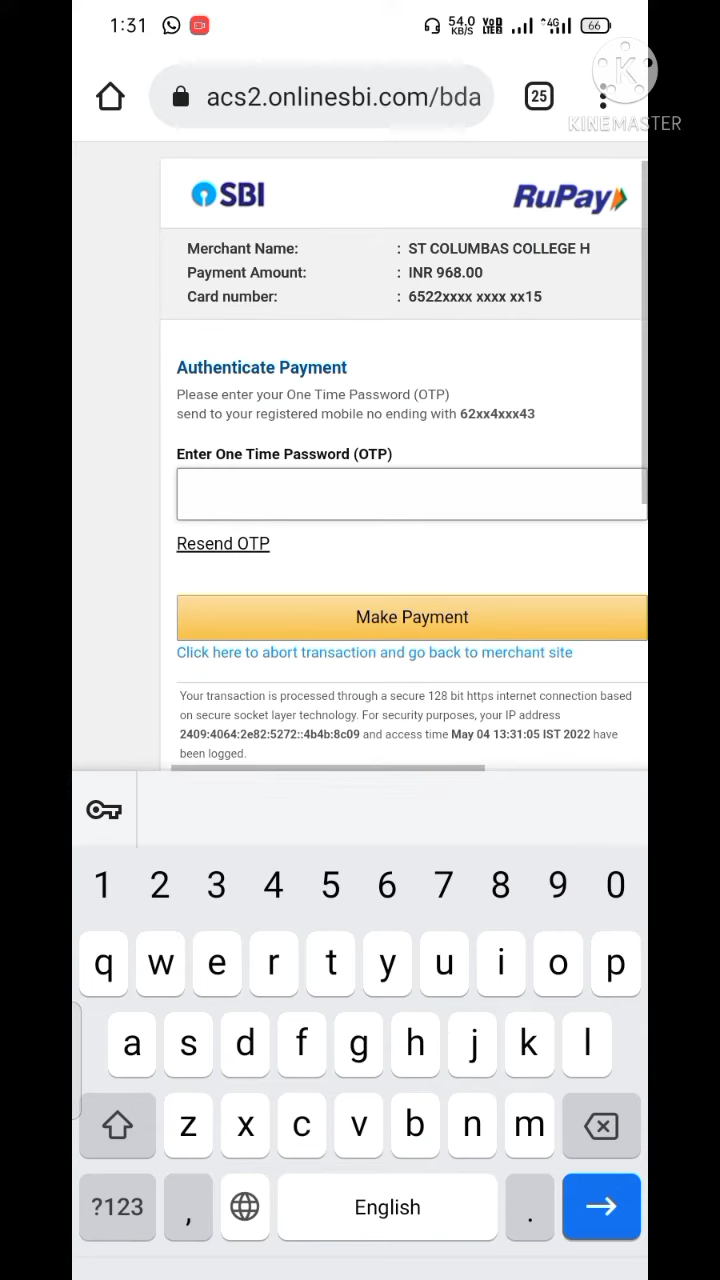 1:31 54.0 KB/S Vo LTE2 4G 66
acs2.onlinesbi.com/bda 25
K
KINEMASTER
SBI RuPay
Merchant Name: : ST COLUMBAS COLLEGE H
Payment Amount: : INR 968.00
Card number: : 6522xxxx xxxx xx15
Authenticate Payment
Please enter your One Time Password (OTP)
send to your registered mobile no ending with 62xx4xxx43
Enter One Time Password (OTP)
Resend OTP
Make Payment
Click here to abort transaction and go back to merchant site
Your transaction is processed through a secure 128 bit https internet connection based
on secure socket layer technology. For security purposes, your IP address
2409:4064:2e82:5272::4b4b:8c09 and access time May 04 13:31:05 IST 2022 have
been logged.
1 2 3 4 5 6 7 8 9 0
q w e r t y u i o p
a s d f g h j k l
z x c v b n m
?123 , English .